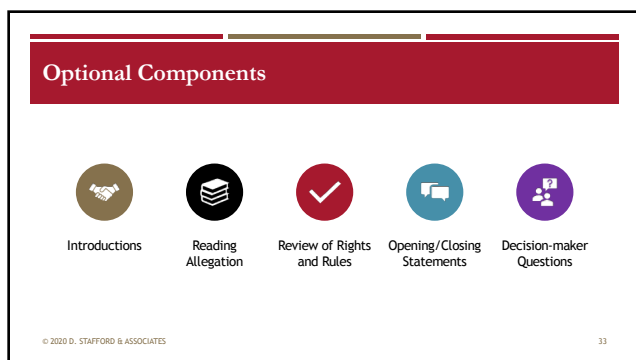 Optional Components
?
Introductions
Reading
Allegation
Review of Rights
and Rules
Opening/Closing
Statements
Decision-maker
Questions
© 2020 D. STAFFORD & ASSOCIATES
33